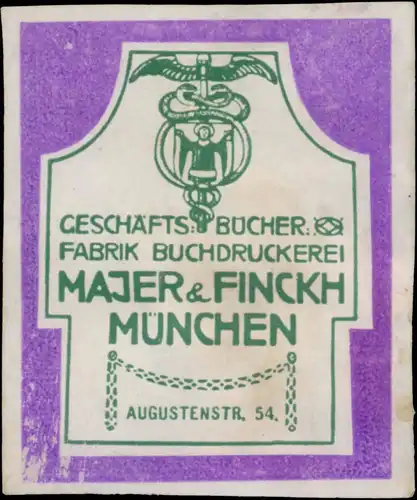 GESCHÄFTS: BÜCHER:
FABRIK BUCHDRUCKEREI
MAJER & FINCKH
MÜNCHEN
AUGUSTENSTR. 54.